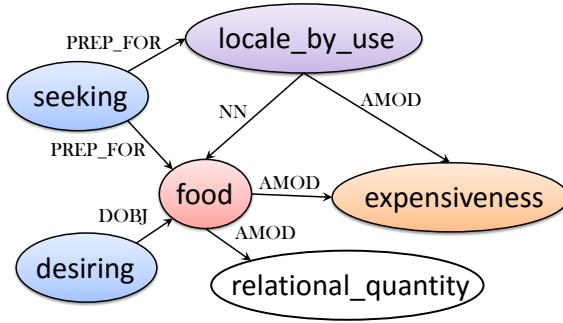 locale_by_use
PREP_FOR
seeking
AMOD
NN
PREP_FOR
food
AMOD
expensiveness
DOBJ
AMOD
desiring
relational_quantity